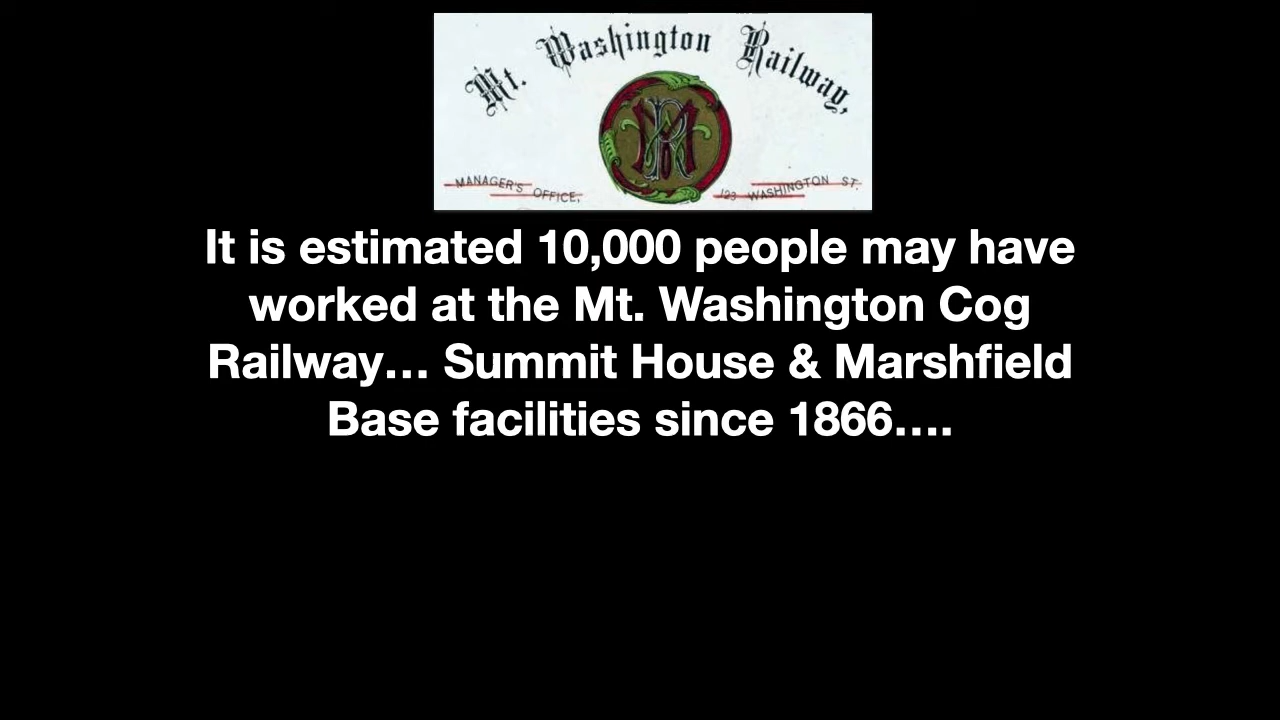 Mt. Washington Railway,
MANAGER'S OFFICE,
123 WASHINGTON ST.
It is estimated 10,000 people may have
worked at the Mt. Washington Cog
Railway… Summit House & Marshfield
Base facilities since 1866….